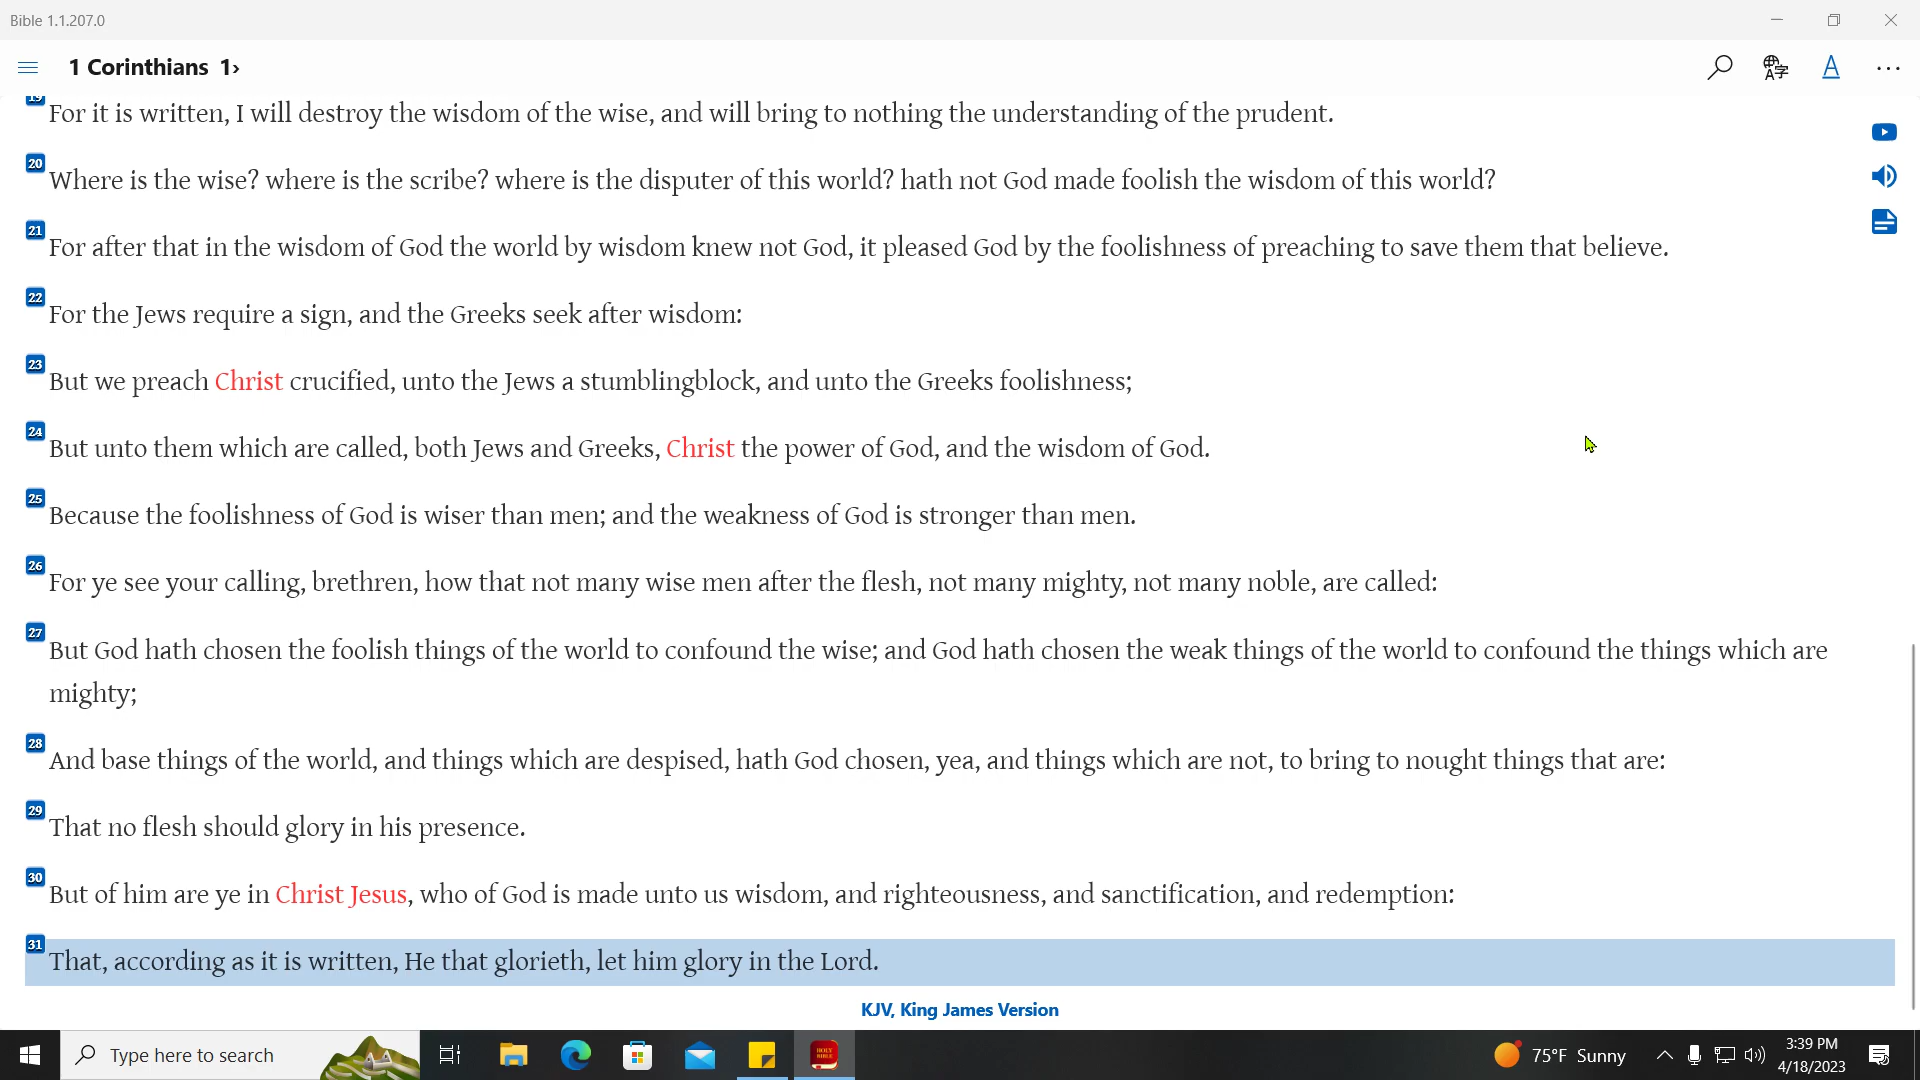 Bible 1.1.207.0
1 Corinthians 1›
19 For it is written, I will destroy the wisdom of the wise, and will bring to nothing the understanding of the prudent.
20 Where is the wise? where is the scribe? where is the disputer of this world? hath not God made foolish the wisdom of this world?
21 For after that in the wisdom of God the world by wisdom knew not God, it pleased God by the foolishness of preaching to save them that believe.
22 For the Jews require a sign, and the Greeks seek after wisdom:
23 But we preach Christ crucified, unto the Jews a stumblingblock, and unto the Greeks foolishness;
24 But unto them which are called, both Jews and Greeks, Christ the power of God, and the wisdom of God.
25 Because the foolishness of God is wiser than men; and the weakness of God is stronger than men.
26 For ye see your calling, brethren, how that not many wise men after the flesh, not many mighty, not many noble, are called:
27 But God hath chosen the foolish things of the world to confound the wise; and God hath chosen the weak things of the world to confound the things which are
mighty;
28 And base things of the world, and things which are despised, hath God chosen, yea, and things which are not, to bring to nought things that are:
29 That no flesh should glory in his presence.
30 But of him are ye in Christ Jesus, who of God is made unto us wisdom, and righteousness, and sanctification, and redemption:
31 That, according as it is written, He that glorieth, let him glory in the Lord.
KJV, King James Version
Type here to search
HOLY BIBLE
75°F Sunny
3:39 PM
4/18/2023